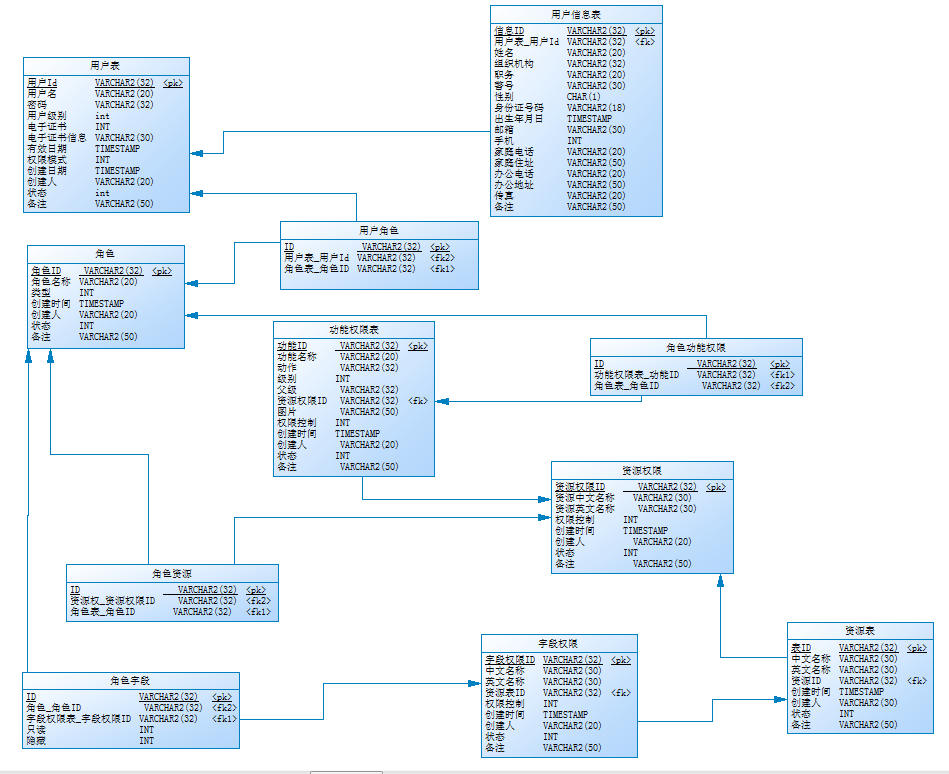 用户信息表
信息ID VARCHAR2(32) <pk>
用户表_用户Id VARCHAR2(32) <fk>
姓名 VARCHAR2(20)
组织机构 VARCHAR2(32)
职务 VARCHAR2(20)
警号 VARCHAR2(30)
性别 CHAR(1)
身份证号码 VARCHAR2(18)
出生年月日 TIMESTAMP
邮箱 VARCHAR2(30)
手机 INT
家庭电话 VARCHAR2(20)
家庭住址 VARCHAR2(50)
办公电话 VARCHAR2(20)
办公地址 VARCHAR2(50)
传真 VARCHAR2(20)
备注 VARCHAR2(50)
用户表
用户Id VARCHAR2(32) <pk>
用户名 VARCHAR2(20)
密码 VARCHAR2(32)
用户级别 int
电子证书 INT
电子证书信息 VARCHAR2(30)
有效日期 TIMESTAMP
权限模式 INT
创建日期 TIMESTAMP
创建人 VARCHAR2(20)
状态 int
备注 VARCHAR2(50)
用户角色
ID VARCHAR2(32) <pk>
用户表_用户Id VARCHAR2(32) <fk2>
角色表_角色ID VARCHAR2(32) <fk1>
角色
角色ID VARCHAR2(32) <pk>
角色名称 VARCHAR2(20)
类型 INT
创建时间 TIMESTAMP
创建人 VARCHAR2(20)
状态 INT
备注 VARCHAR2(50)
功能权限表
功能ID VARCHAR2(32) <pk>
功能名称 VARCHAR2(20)
动作 VARCHAR2(32)
级别 INT
父级 VARCHAR2(32)
资源权限ID VARCHAR2(32) <fk>
图片 VARCHAR2(50)
权限控制 INT
创建时间 TIMESTAMP
创建人 VARCHAR2(20)
状态 INT
备注 VARCHAR2(50)
角色功能权限
ID VARCHAR2(32) <pk>
功能权限表_功能ID VARCHAR2(32) <fk1>
角色表_角色ID VARCHAR2(32) <fk2>
资源权限
资源权限ID VARCHAR2(32) <pk>
资源中文名称 VARCHAR2(30)
资源英文名称 VARCHAR2(30)
权限控制 INT
创建时间 TIMESTAMP
创建人 VARCHAR2(20)
状态 INT
备注 VARCHAR2(50)
角色资源
ID VARCHAR2(32) <pk>
资源权_资源权限ID VARCHAR2(32) <fk2>
角色表_角色ID VARCHAR2(32) <fk1>
资源表
表ID VARCHAR2(32) <pk>
中文名称 VARCHAR2(30)
英文名称 VARCHAR2(30)
资源ID VARCHAR2(32) <fk>
创建时间 TIMESTAMP
创建人 VARCHAR2(30)
状态 INT
备注 VARCHAR2(50)
字段权限
字段权限ID VARCHAR2(32) <pk>
中文名称 VARCHAR2(30)
英文名称 VARCHAR2(30)
资源表ID VARCHAR2(32) <fk>
权限控制 INT
创建时间 TIMESTAMP
创建人 VARCHAR2(20)
状态 INT
备注 VARCHAR2(50)
角色字段
ID VARCHAR2(32) <pk>
角色_角色ID VARCHAR2(32) <fk2>
字段权限表_字段权限ID VARCHAR2(32) <fk1>
只读 INT
隐藏 INT